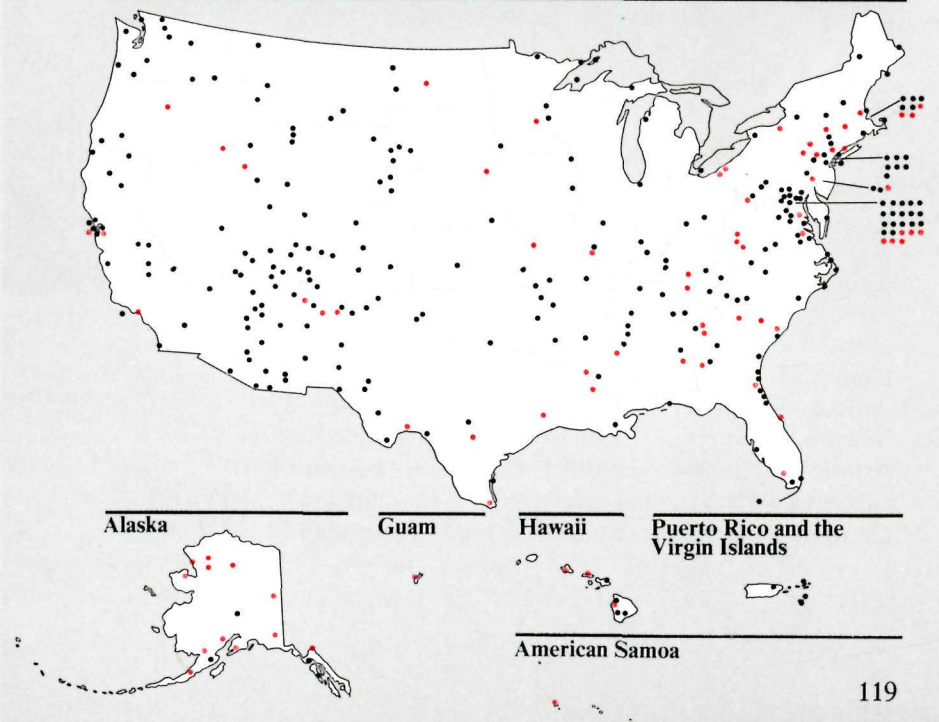 Alaska
Guam
Hawaii
Puerto Rico and the
Virgin Islands
American Samoa
119